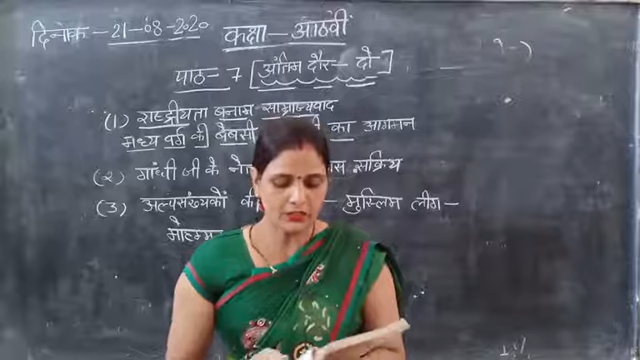 दिनांक – 21-08-2020
कक्षा – आठवीं
पाठ - 7 [अंतिम दौर – दो]
(1) राष्ट्रीयता बनाम साम्राज्यवाद
मध्य वर्ग की बेबसी का आगमन
(2) गांधी जी के सक्रिय
(3) अल्पसंख्यकों की – मुस्लिम लीग –